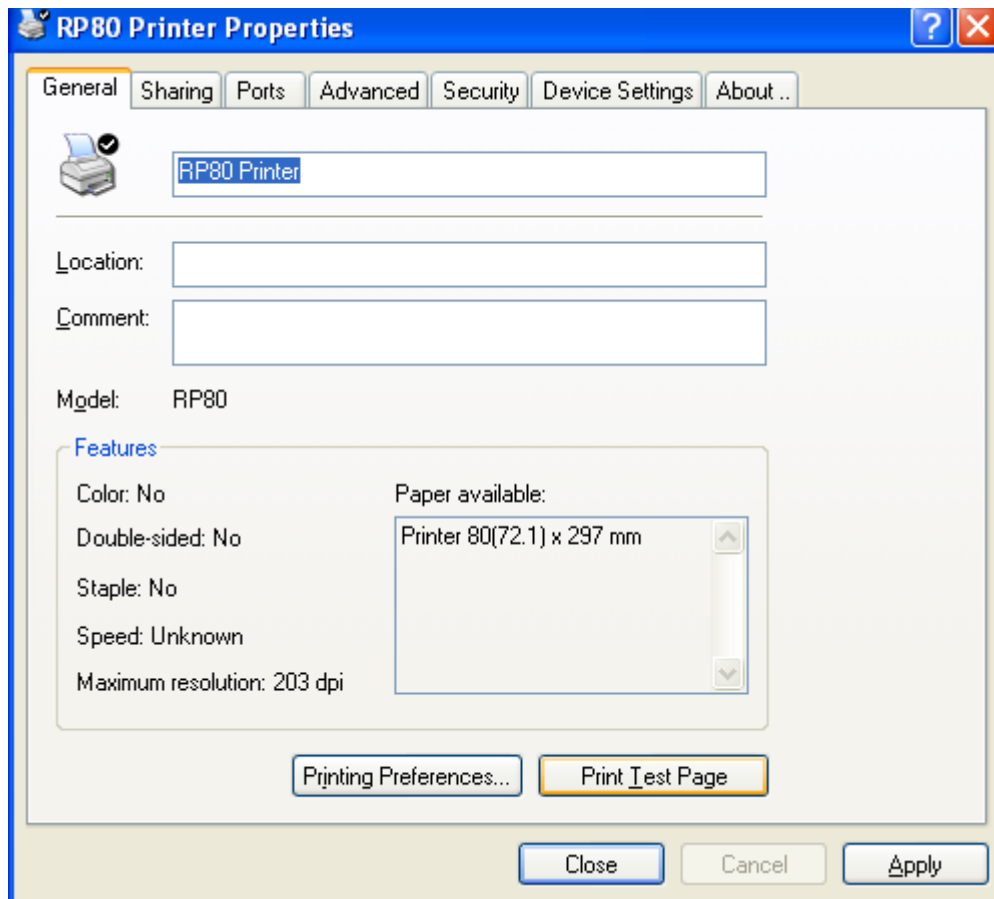 RP80 Printer Properties
General Sharing Ports Advanced Security Device Settings About ..
RP80 Printer
Location:
Comment:
Model: RP80
Features
Color: No
Paper available:
Double-sided: No
Printer 80(72.1) x 297 mm
Staple: No
Speed: Unknown
Maximum resolution: 203 dpi
Printing Preferences... Print Test Page
Close Cancel Apply